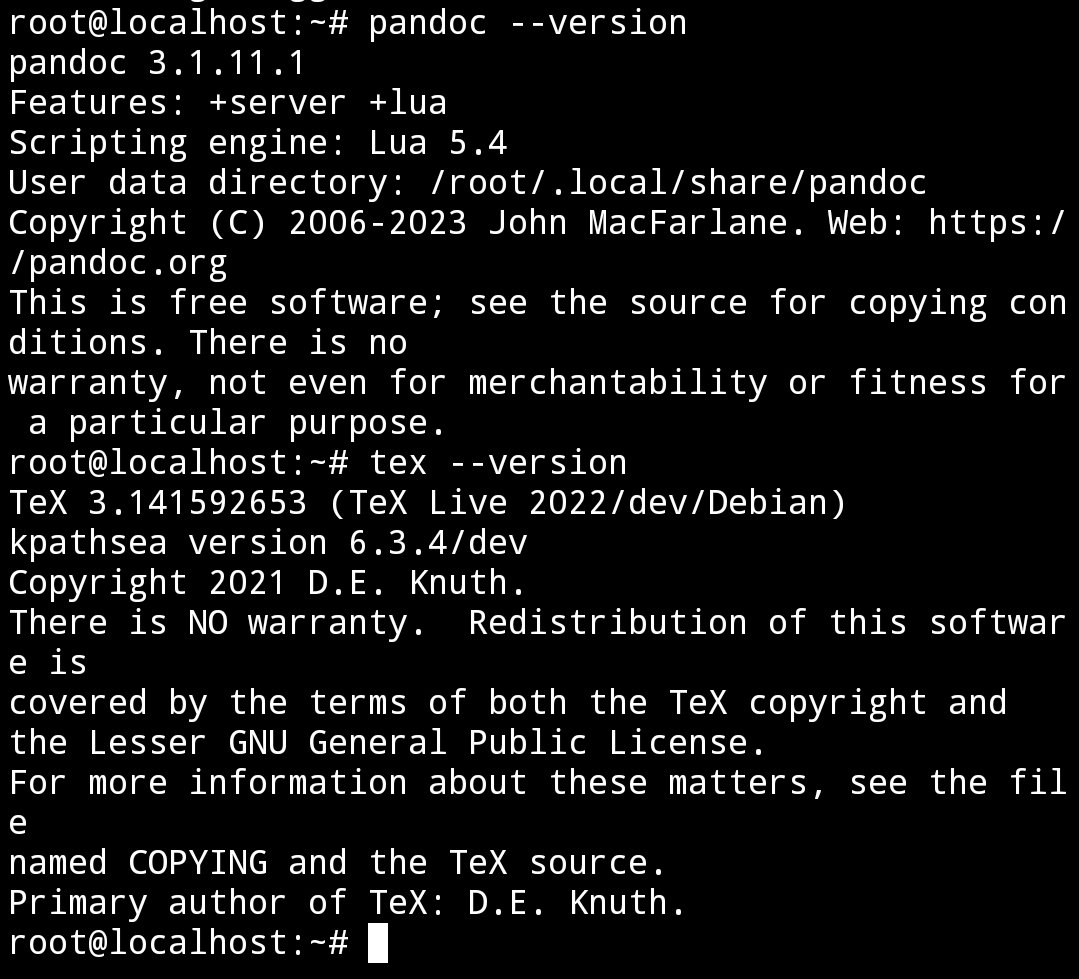 root@localhost:~# pandoc --version
pandoc 3.1.11.1
Features: +server +lua
Scripting engine: Lua 5.4
User data directory: /root/.local/share/pandoc
Copyright (C) 2006-2023 John MacFarlane. Web: https:/
/pandoc.org
This is free software; see the source for copying con
ditions. There is no
warranty, not even for merchantability or fitness for
 a particular purpose.
root@localhost:~# tex --version
TeX 3.141592653 (TeX Live 2022/dev/Debian)
kpathsea version 6.3.4/dev
Copyright 2021 D.E. Knuth.
There is NO warranty.  Redistribution of this softwar
e is
covered by the terms of both the TeX copyright and
the Lesser GNU General Public License.
For more information about these matters, see the fil
e
named COPYING and the TeX source.
Primary author of TeX: D.E. Knuth.
root@localhost:~#